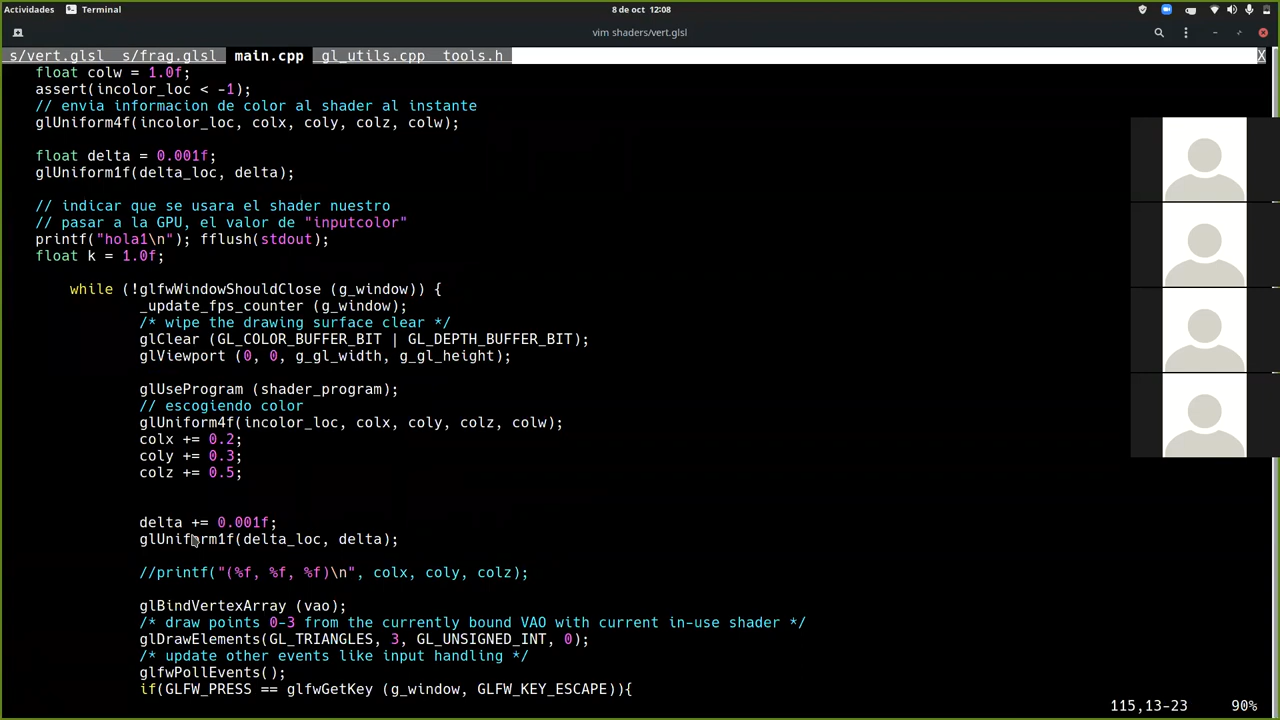 Actividades Terminal 8 de oct 12:08
vim shaders/vert.glsl
s/vert.glsl s/frag.glsl main.cpp gl_utils.cpp tools.h X
float colw = 1.0f;
assert(incolor_loc < -1);
// envia informacion de color al shader al instante
glUniform4f(incolor_loc, colx, coly, colz, colw);
float delta = 0.001f;
glUniform1f(delta_loc, delta);
// indicar que se usara el shader nuestro
// pasar a la GPU, el valor de "inputcolor"
printf("hola1\n"); fflush(stdout);
float k = 1.0f;
while (!glfwWindowShouldClose (g_window)) {
_update_fps_counter (g_window);
/* wipe the drawing surface clear */
glClear (GL_COLOR_BUFFER_BIT | GL_DEPTH_BUFFER_BIT);
glViewport (0, 0, g_gl_width, g_gl_height);
glUseProgram (shader_program);
// escogiendo color
glUniform4f(incolor_loc, colx, coly, colz, colw);
colx += 0.2;
coly += 0.3;
colz += 0.5;
delta += 0.001f;
glUniform1f(delta_loc, delta);
//printf("(%f, %f, %f)\n", colx, coly, colz);
glBindVertexArray (vao);
/* draw points 0-3 from the currently bound VAO with current in-use shader */
glDrawElements(GL_TRIANGLES, 3, GL_UNSIGNED_INT, 0);
/* update other events like input handling */
glfwPollEvents();
if(GLFW_PRESS == glfwGetKey (g_window, GLFW_KEY_ESCAPE)){
115,13-23 90%